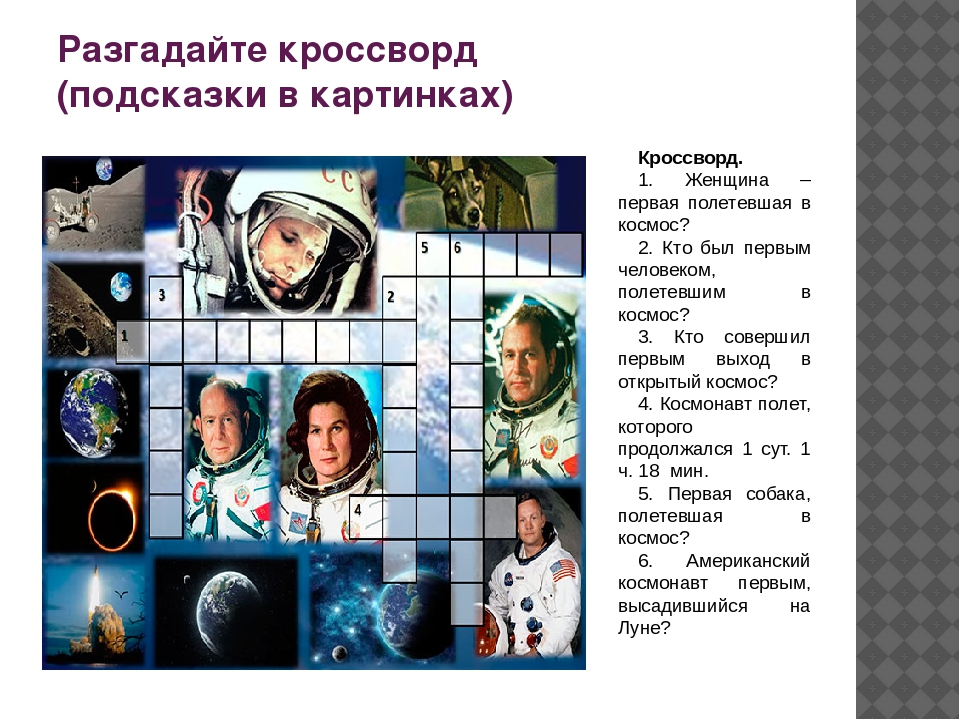 Разгадайте кроссворд
(подсказки в картинках)
Кроссворд.
1. Женщина –
первая полетевшая в
космос?
2. Кто был первым
человеком,
полетевшим в
космос?
3. Кто совершил
первым выход в
открытый космос?
4. Космонавт полет,
которого
продолжался 1 сут. 1
ч. 18 мин.
5. Первая собака,
полетевшая в
космос?
6. Американский
космонавт первым,
высадившийся на
Луне?
СС
5 6
3 2
1
4